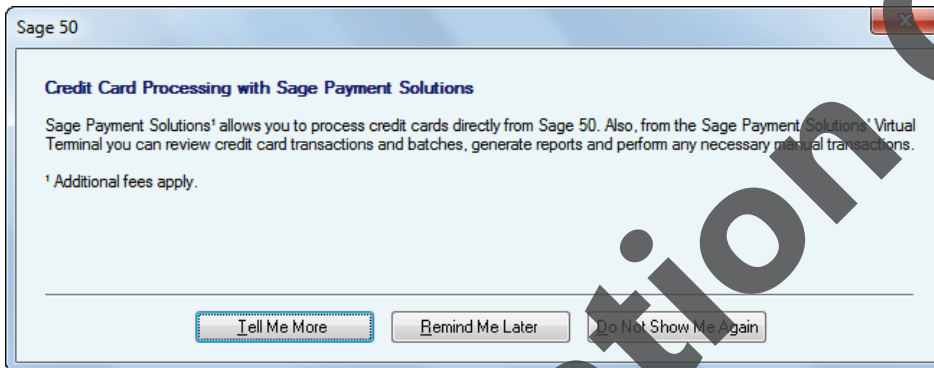 Sage 50
x
Credit Card Processing with Sage Payment Solutions
Sage Payment Solutions¹ allows you to process credit cards directly from Sage 50. Also, from the Sage Payment Solutions' Virtual
Terminal you can review credit card transactions and batches, generate reports and perform any necessary manual transactions.
¹ Additional fees apply.
Tell Me More
Remind Me Later
Do Not Show Me Again
tion